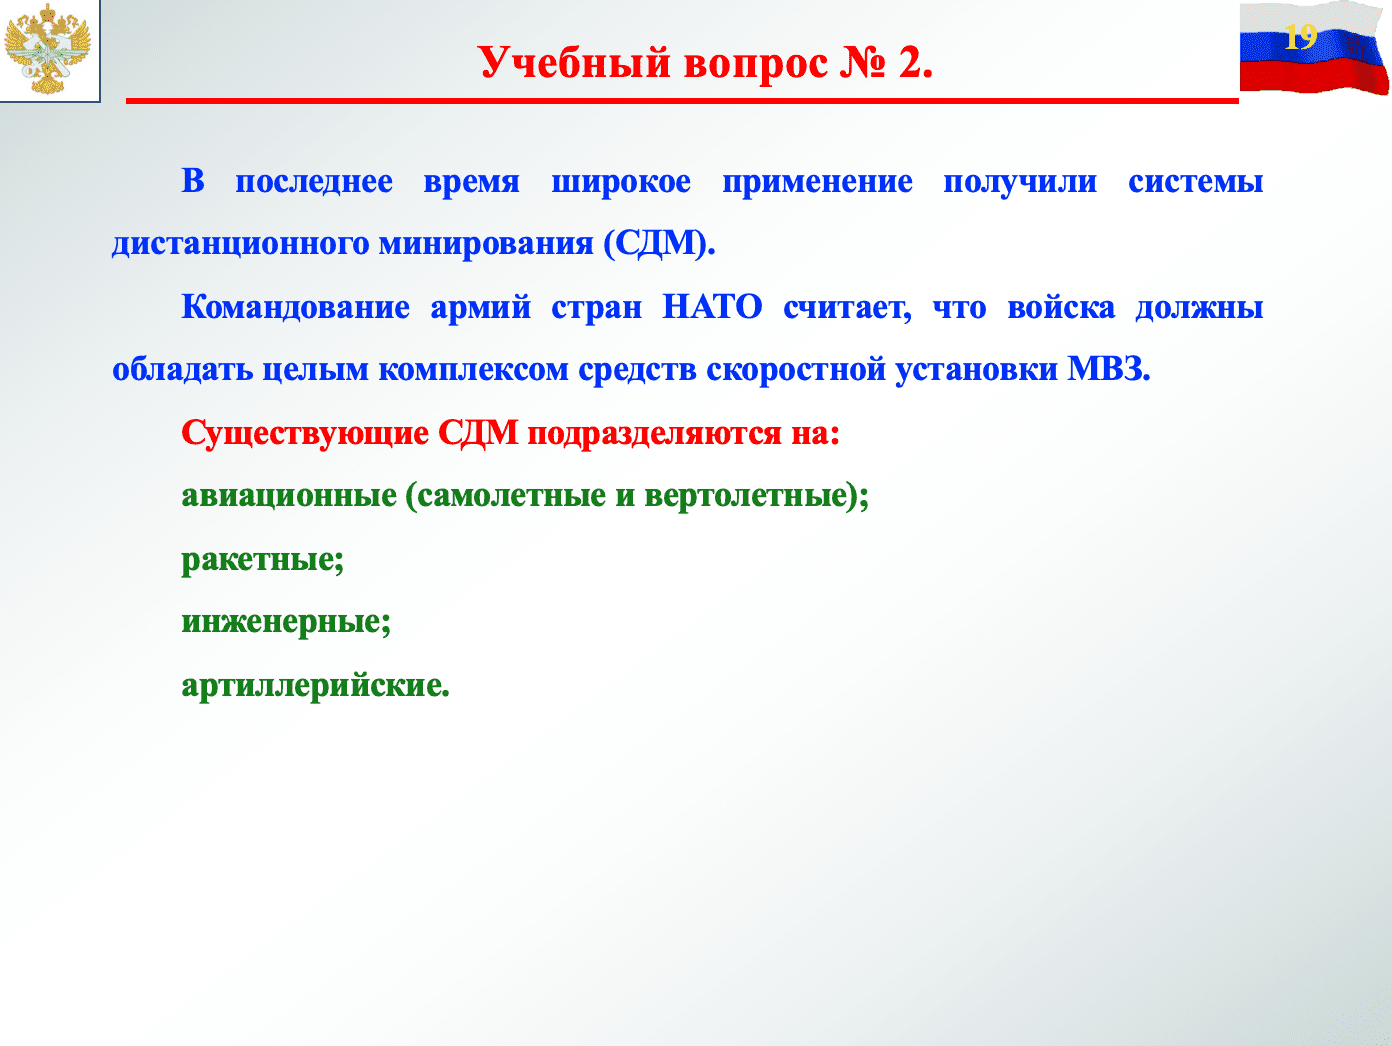 19
Учебный вопрос № 2.
В последнее время широкое применение получили системы
дистанционного минирования (СДМ).
Командование армий стран НАТО считает, что войска должны
обладать целым комплексом средств скоростной установки МВЗ.
Существующие СДМ подразделяются на:
авиационные (самолетные и вертолетные);
ракетные;
инженерные;
артиллерийские.